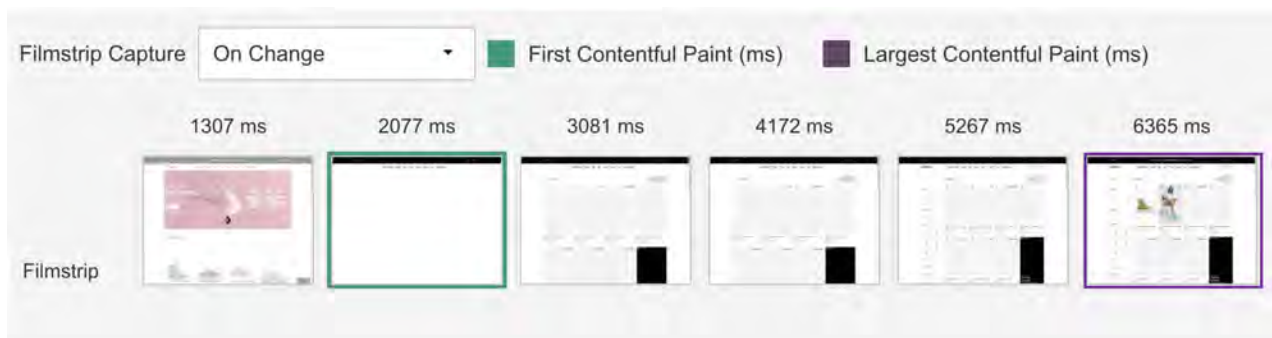 Filmstrip Capture On Change First Contentful Paint (ms) Largest Contentful Paint (ms)
1307 ms 2077 ms 3081 ms 4172 ms 5267 ms 6365 ms
Filmstrip